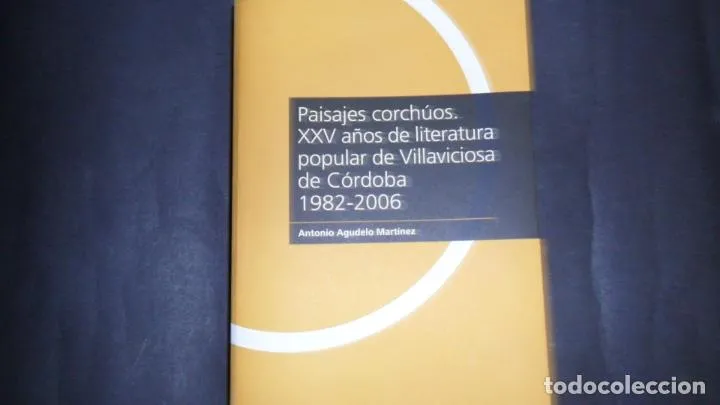 Paisajes corchúos.
XXV años de literatura
popular de Villaviciosa
de Córdoba
1982-2006
Antonio Agudelo Martínez
todocoleccion